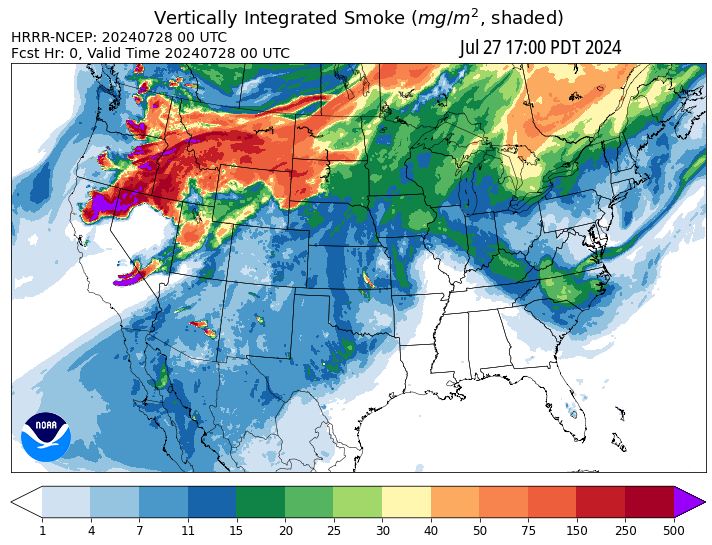 Vertically Integrated Smoke (mg/m², shaded)
HRRR-NCEP: 20240728 00 UTC
Fcst Hr: 0, Valid Time 20240728 00 UTC
Jul 27 17:00 PDT 2024
NOAA
1 4 7 11 15 20 25 30 40 50 75 150 250 500